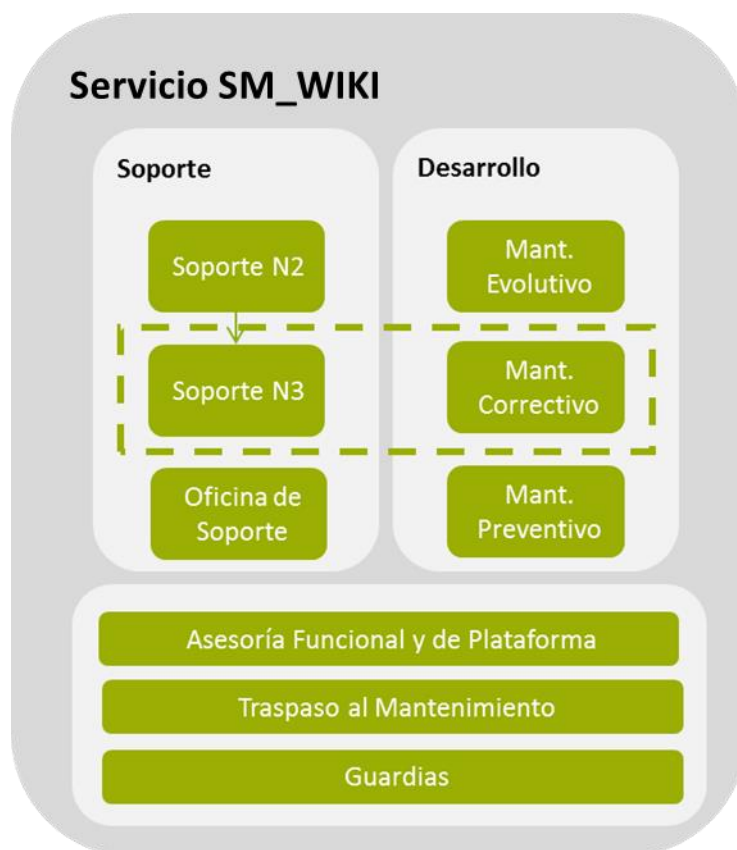 Servicio SM_WIKI
Soporte
Soporte N2
Soporte N3
Oficina de
Soporte
Desarrollo
Mant.
Evolutivo
Mant.
Correctivo
Mant.
Preventivo
Asesoría Funcional y de Plataforma
Traspaso al Mantenimiento
Guardias